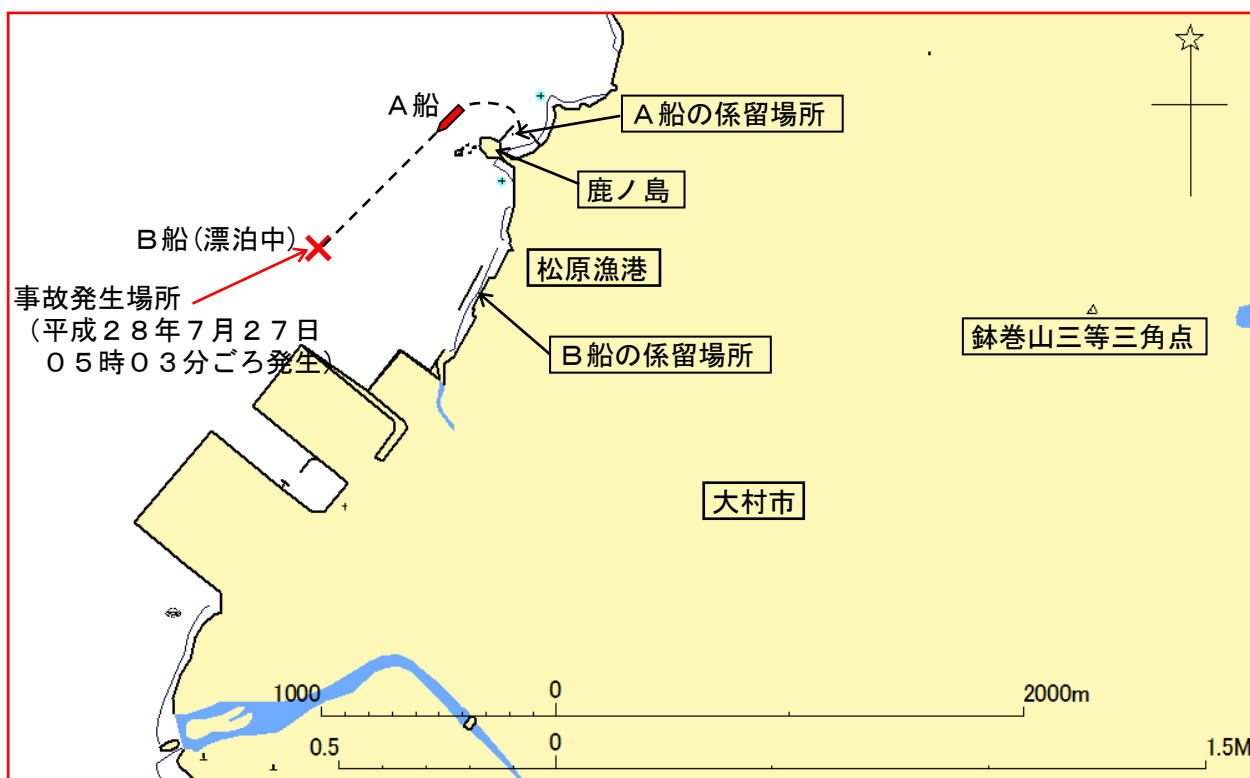 A船
A船の係留場所
鹿ノ島
B船(漂泊中)
松原漁港
事故発生場所
(平成28年7月27日
05時03分ごろ発生)
B船の係留場所
鉢巻山三等三角点
大村市
1000 0 2000m
0.5 0 1.5M